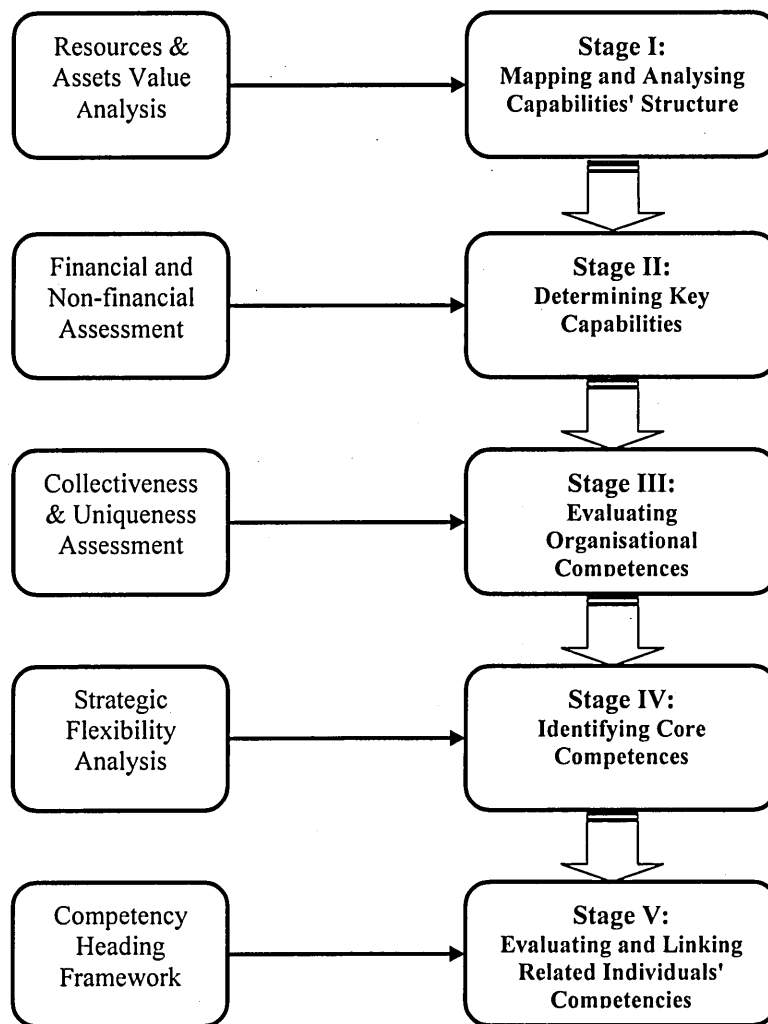 Resources &
Assets Value
Analysis
Stage I:
Mapping and Analysing
Capabilities' Structure
Financial and
Non-financial
Assessment
Stage II:
Determining Key
Capabilities
Collectiveness
& Uniqueness
Assessment
Stage III:
Evaluating
Organisational
Competences
Strategic
Flexibility
Analysis
Stage IV:
Identifying Core
Competences
Competency
Heading
Framework
Stage V:
Evaluating and Linking
Related Individuals'
Competencies